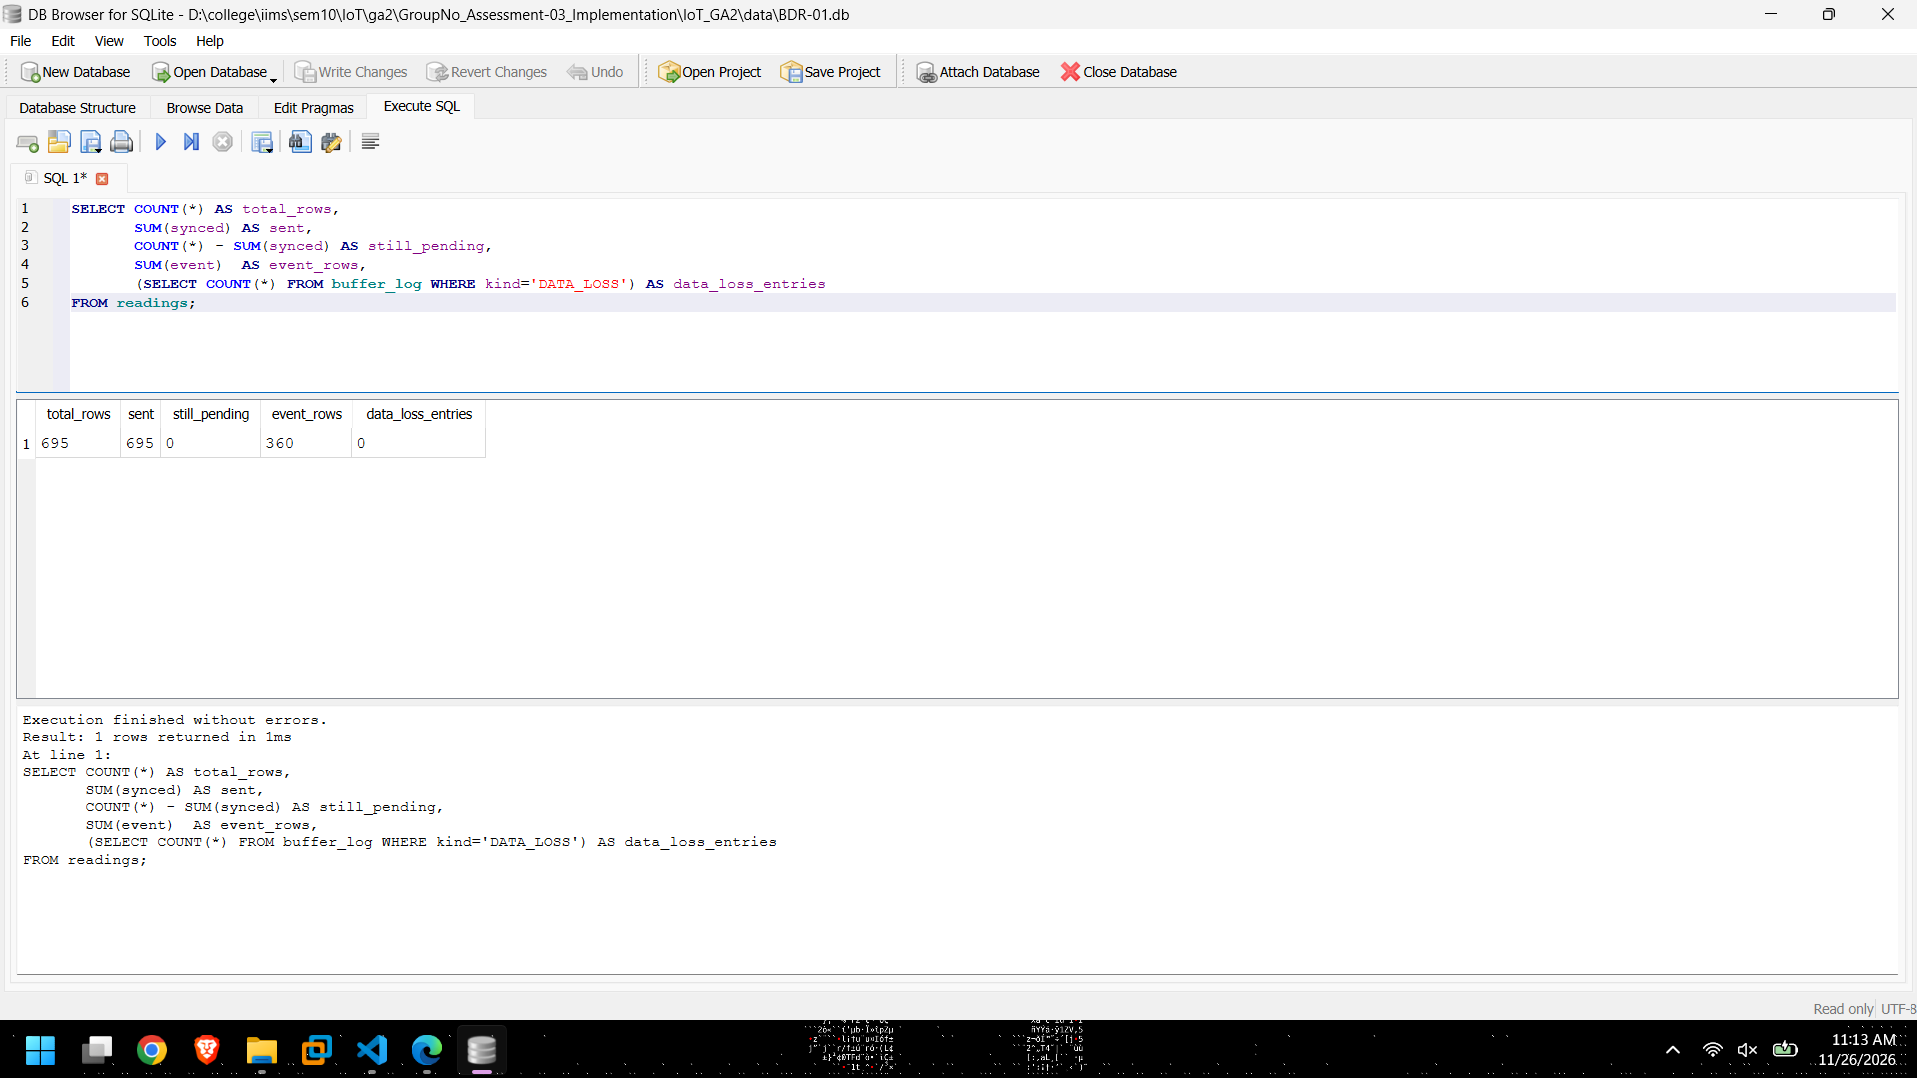 DB Browser for SQLite - D:\college\iims\sem10\IoT\ga2\GroupNo_Assessment-03_Implementation\IoT_GA2\data\BDR-01.db
File Edit View Tools Help
New Database Open Database Write Changes Revert Changes Undo Open Project Save Project Attach Database Close Database
Database Structure Browse Data Edit Pragmas Execute SQL
SQL 1*
1 SELECT COUNT(*) AS total_rows,
2 SUM(synced) AS sent,
3 COUNT(*) - SUM(synced) AS still_pending,
4 SUM(event)  AS event_rows,
5 (SELECT COUNT(*) FROM buffer_log WHERE kind='DATA_LOSS') AS data_loss_entries
6 FROM readings;
total_rows sent still_pending event_rows data_loss_entries
1 695 695 0 360 0
Execution finished without errors.
Result: 1 rows returned in 1ms
At line 1:
SELECT COUNT(*) AS total_rows,
SUM(synced) AS sent,
COUNT(*) - SUM(synced) AS still_pending,
SUM(event)  AS event_rows,
(SELECT COUNT(*) FROM buffer_log WHERE kind='DATA_LOSS') AS data_loss_entries
FROM readings;
Read only UTF-8
11:13 AM
11/26/2026